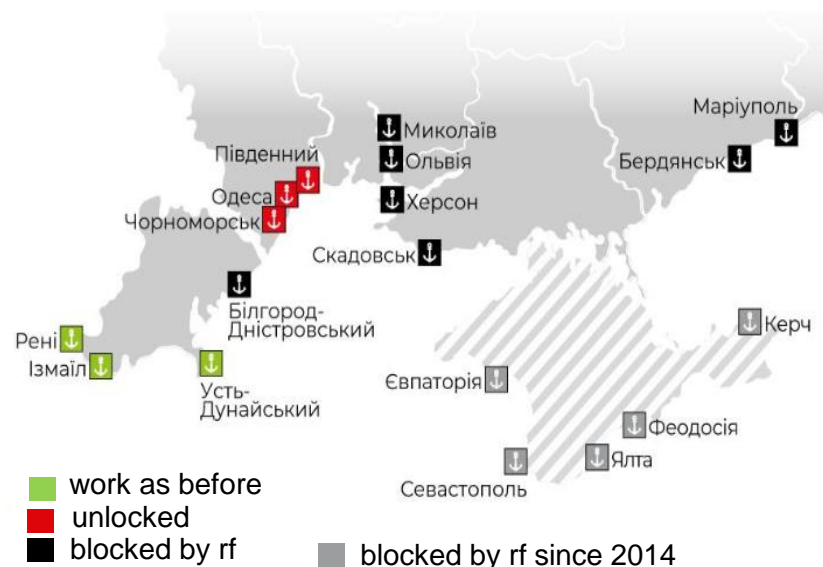 Маріуполь
Миколаїв
Південний
Ольвія
Бердянськ
Одеса
Херсон
Чорноморськ
Скадовськ
Білгород-
Дністровський
Керч
Рені
Ізмаїл
Усть-
Дунайський
Євпаторія
Феодосія
Ялта
Севастополь
work as before
unlocked
blocked by rf
blocked by rf since 2014